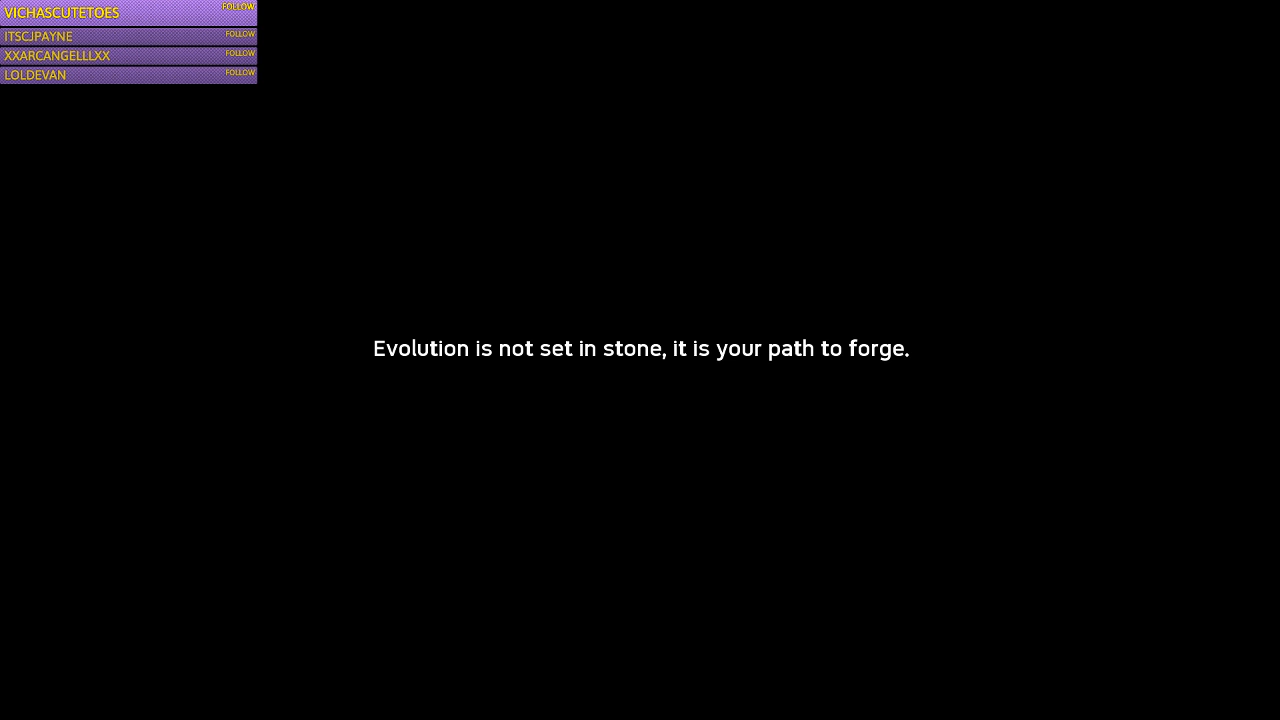 VICHASCUTETOES FOLLOW
ITSCJPAYNE FOLLOW
XXARCANGELLLXX FOLLOW
LOLDEVAN FOLLOW
Evolution is not set in stone, it is your path to forge.